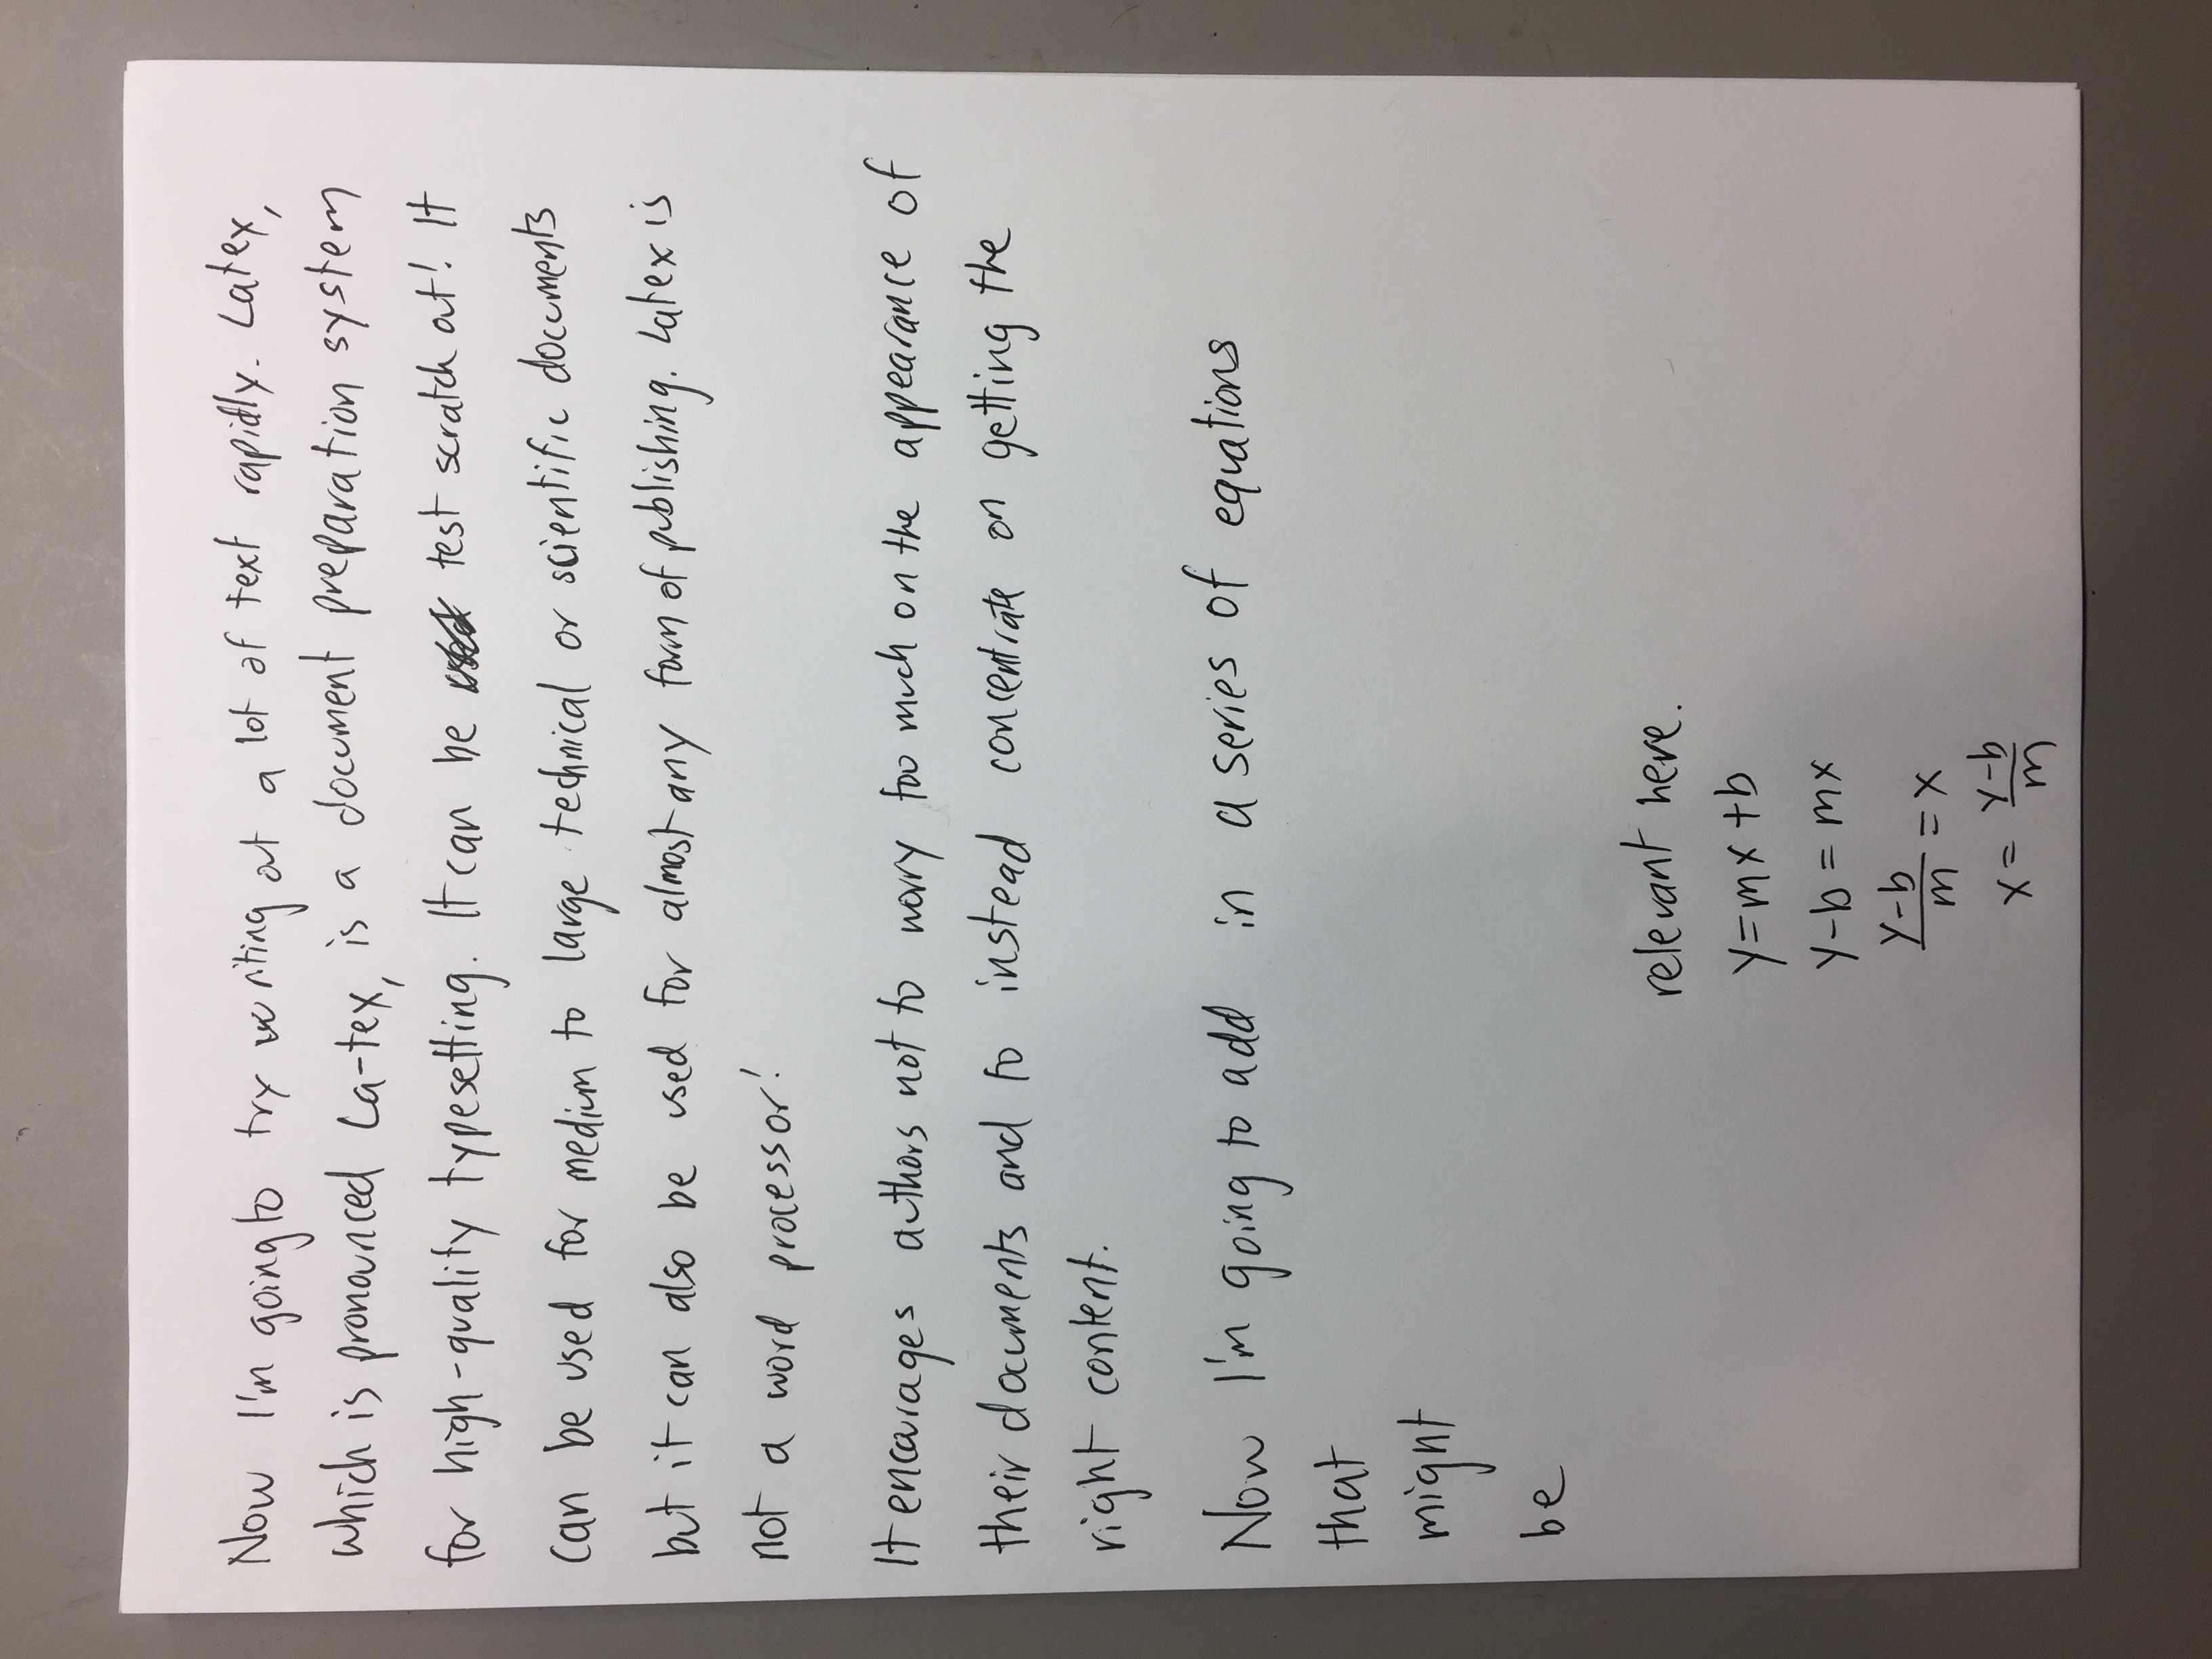 Now I'm going to try writing out a lot of text rapidly. Latex,
which is pronounced La-tex, is a document preparation system
for high-quality typesetting. It can be test scratch out! It
can be used for medium to large technical or scientific documents
but it can also be used for almost any form of publishing. Latex is
not a word processor!
It encourages authors not to worry too much on the appearance of
their documents and to instead concentrate on getting the
right content.
Now I'm going to add in a series of equations
that
might
be
relevant here.
y=mx+b
y-b=mx
\frac{y-b}{m}=x
x=\frac{y-b}{m}